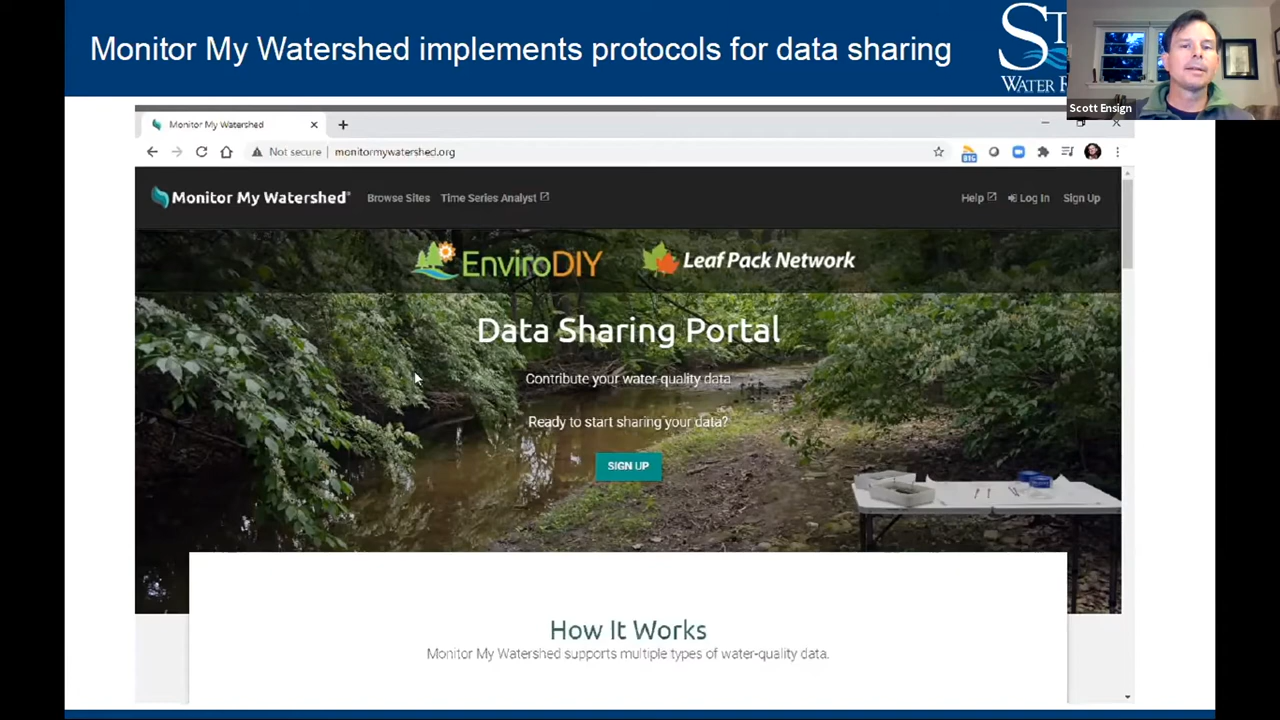 Monitor My Watershed implements protocols for data sharing
WATER
Scott Ensign
Monitor My Watershed
Not secure | monitormywatershed.org
Monitor My Watershed® Browse Sites Time Series Analyst Help Log In Sign Up
EnviroDIY Leaf Pack Network
Data Sharing Portal
Contribute your water-quality data
Ready to start sharing your data?
SIGN UP
How It Works
Monitor My Watershed supports multiple types of water-quality data.